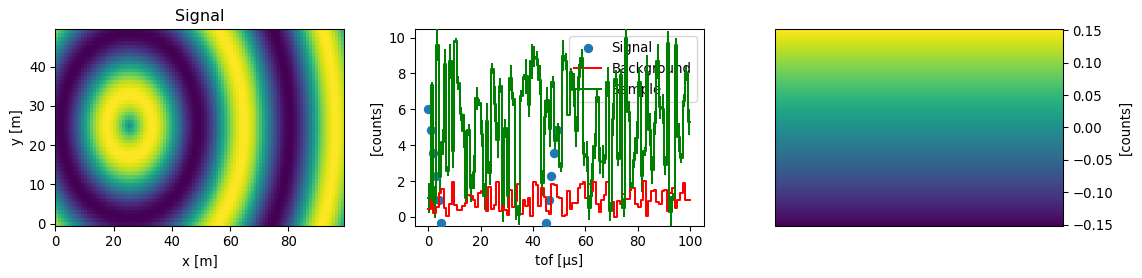 Signal
y [m]
40
30
20
10
0
0 20 40 60 80
x [m]
[counts]
10
8
6
4
2
0
0 20 40 60 80 100
tof [µs]
Signal
Background
Sample
0.15
0.10
0.05
0.00
−0.05
−0.10
−0.15
[counts]